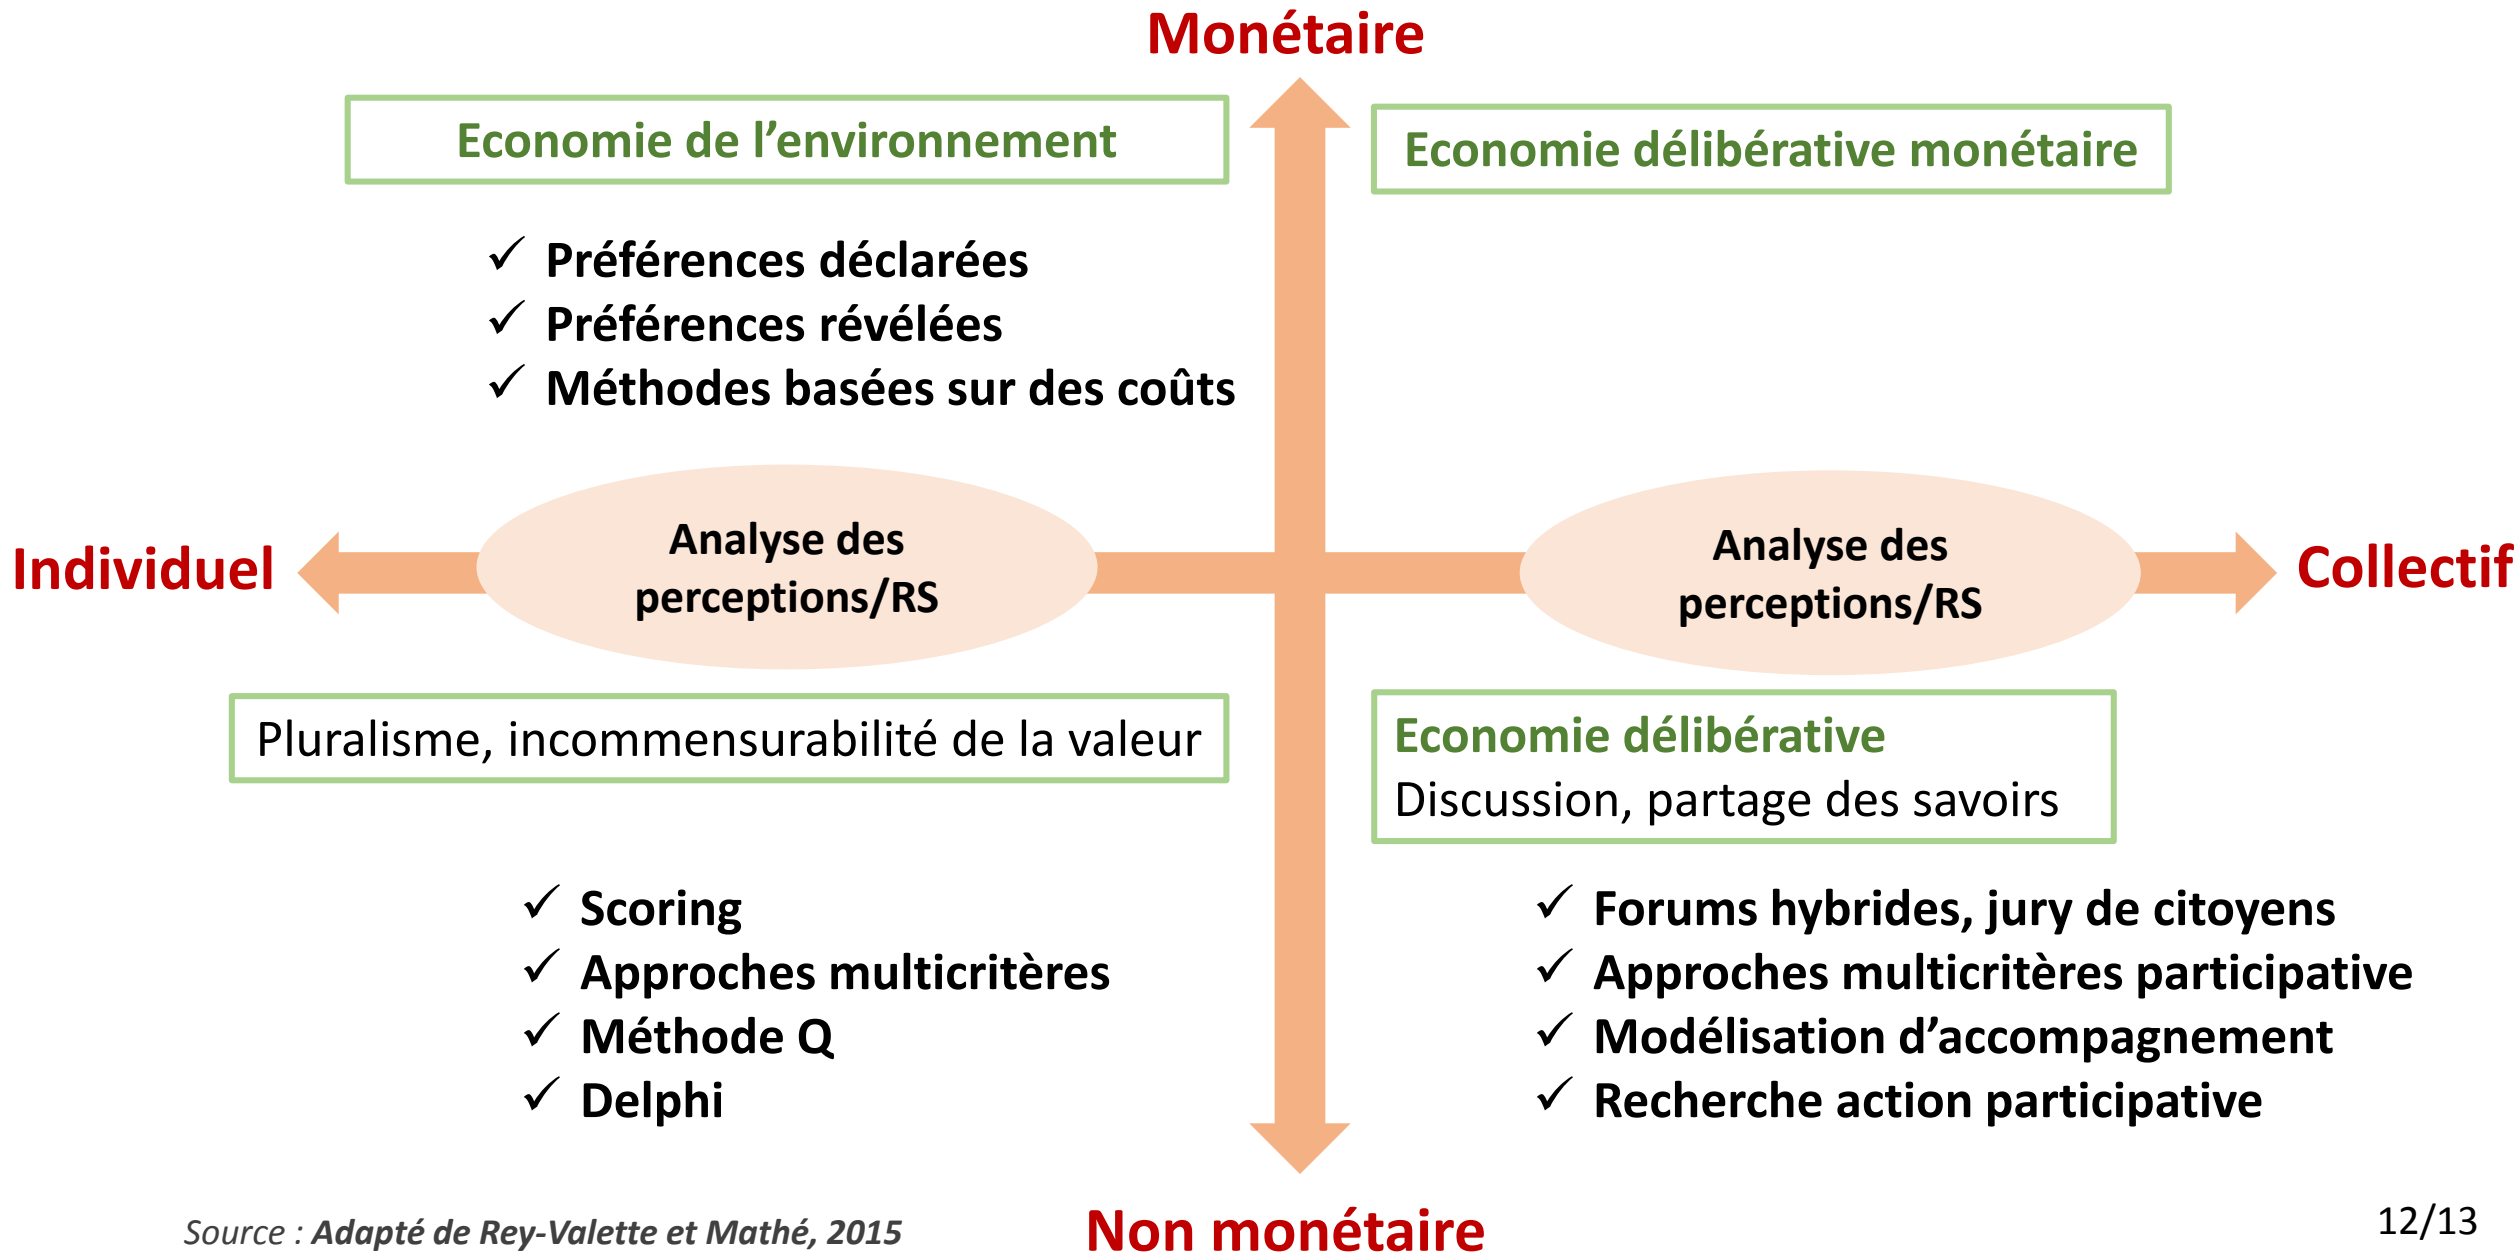 Monétaire
Economie de l’environnement
Economie délibérative monétaire
✓ Préférences déclarées
✓ Préférences révélées
✓ Méthodes basées sur des coûts
Individuel
Analyse des
perceptions/RS
Analyse des
perceptions/RS
Collectif
Pluralisme, incommensurabilité de la valeur
Economie délibérative
Discussion, partage des savoirs
✓ Scoring
✓ Approches multicritères
✓ Méthode Q
✓ Delphi
✓ Forums hybrides, jury de citoyens
✓ Approches multicritères participative
✓ Modélisation d’accompagnement
✓ Recherche action participative
Source : Adapté de Rey-Valette et Mathé, 2015
Non monétaire
12/13